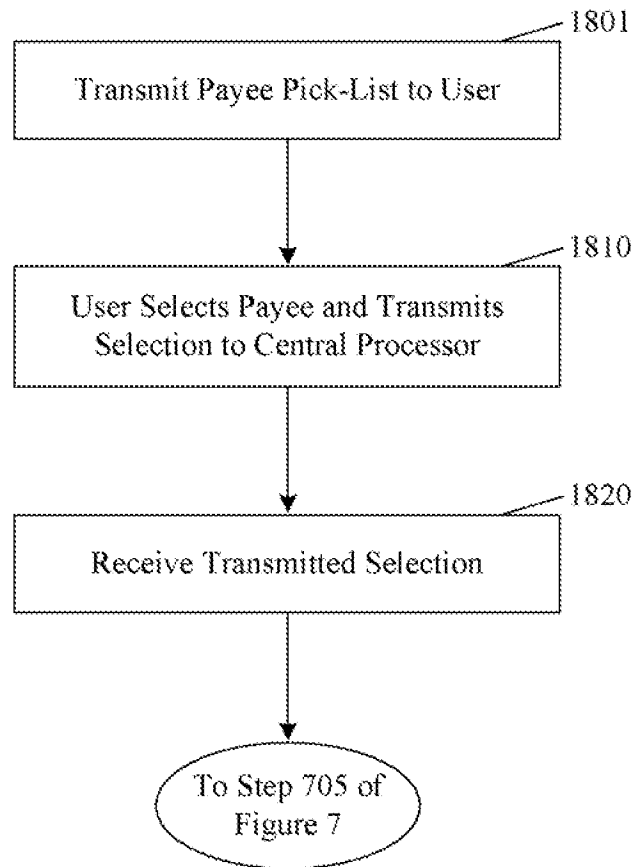 1801
Transmit Payee Pick-List to User
1810
User Selects Payee and Transmits
Selection to Central Processor
1820
Receive Transmitted Selection
To Step 705 of
Figure 7